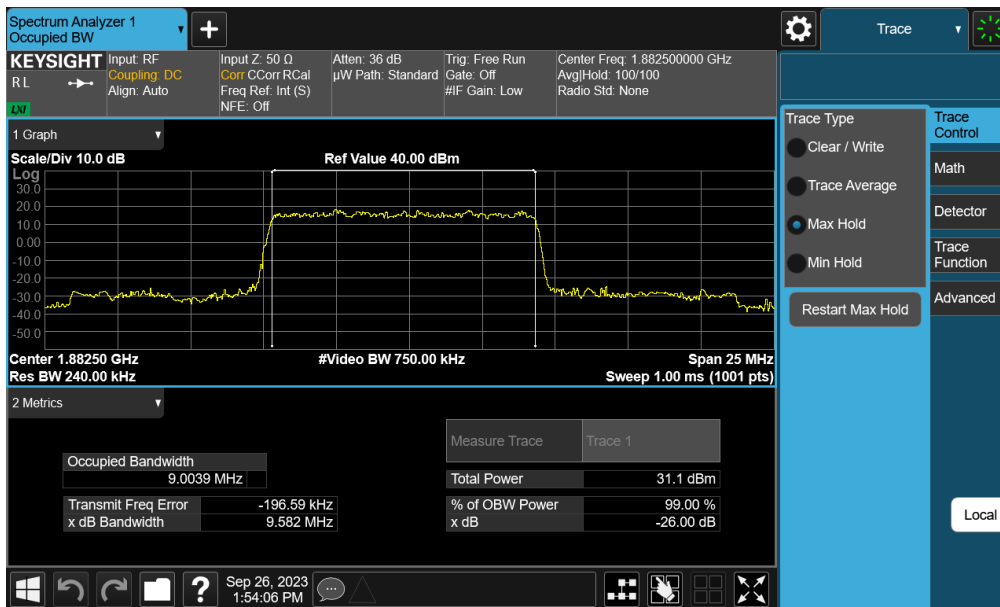 Spectrum Analyzer 1
Occupied BW
Trace
KEYSIGHT
R L
LXI
Input: RF
Coupling: DC
Align: Auto
Input Z: 50 Ω
Corr CCorr RCal
Freq Ref: Int (S)
NFE: Off
Atten: 36 dB
µW Path: Standard
Trig: Free Run
Gate: Off
#IF Gain: Low
Center Freq: 1.882500000 GHz
Avg|Hold: 100/100
Radio Std: None
1 Graph
Scale/Div 10.0 dB
Ref Value 40.00 dBm
Log
30.0
20.0
10.0
0.00
-10.0
-20.0
-30.0
-40.0
-50.0
Center 1.88250 GHz
#Video BW 750.00 kHz
Span 25 MHz
Res BW 240.00 kHz
Sweep 1.00 ms (1001 pts)
2 Metrics
Measure Trace
Trace 1
Occupied Bandwidth
9.0039 MHz
Total Power
31.1 dBm
Transmit Freq Error
-196.59 kHz
% of OBW Power
99.00 %
x dB Bandwidth
9.582 MHz
x dB
-26.00 dB
Trace Type
Clear / Write
Trace Average
Max Hold
Min Hold
Restart Max Hold
Trace
Control
Math
Detector
Trace
Function
Advanced
Local
?
Sep 26, 2023
1:54:06 PM